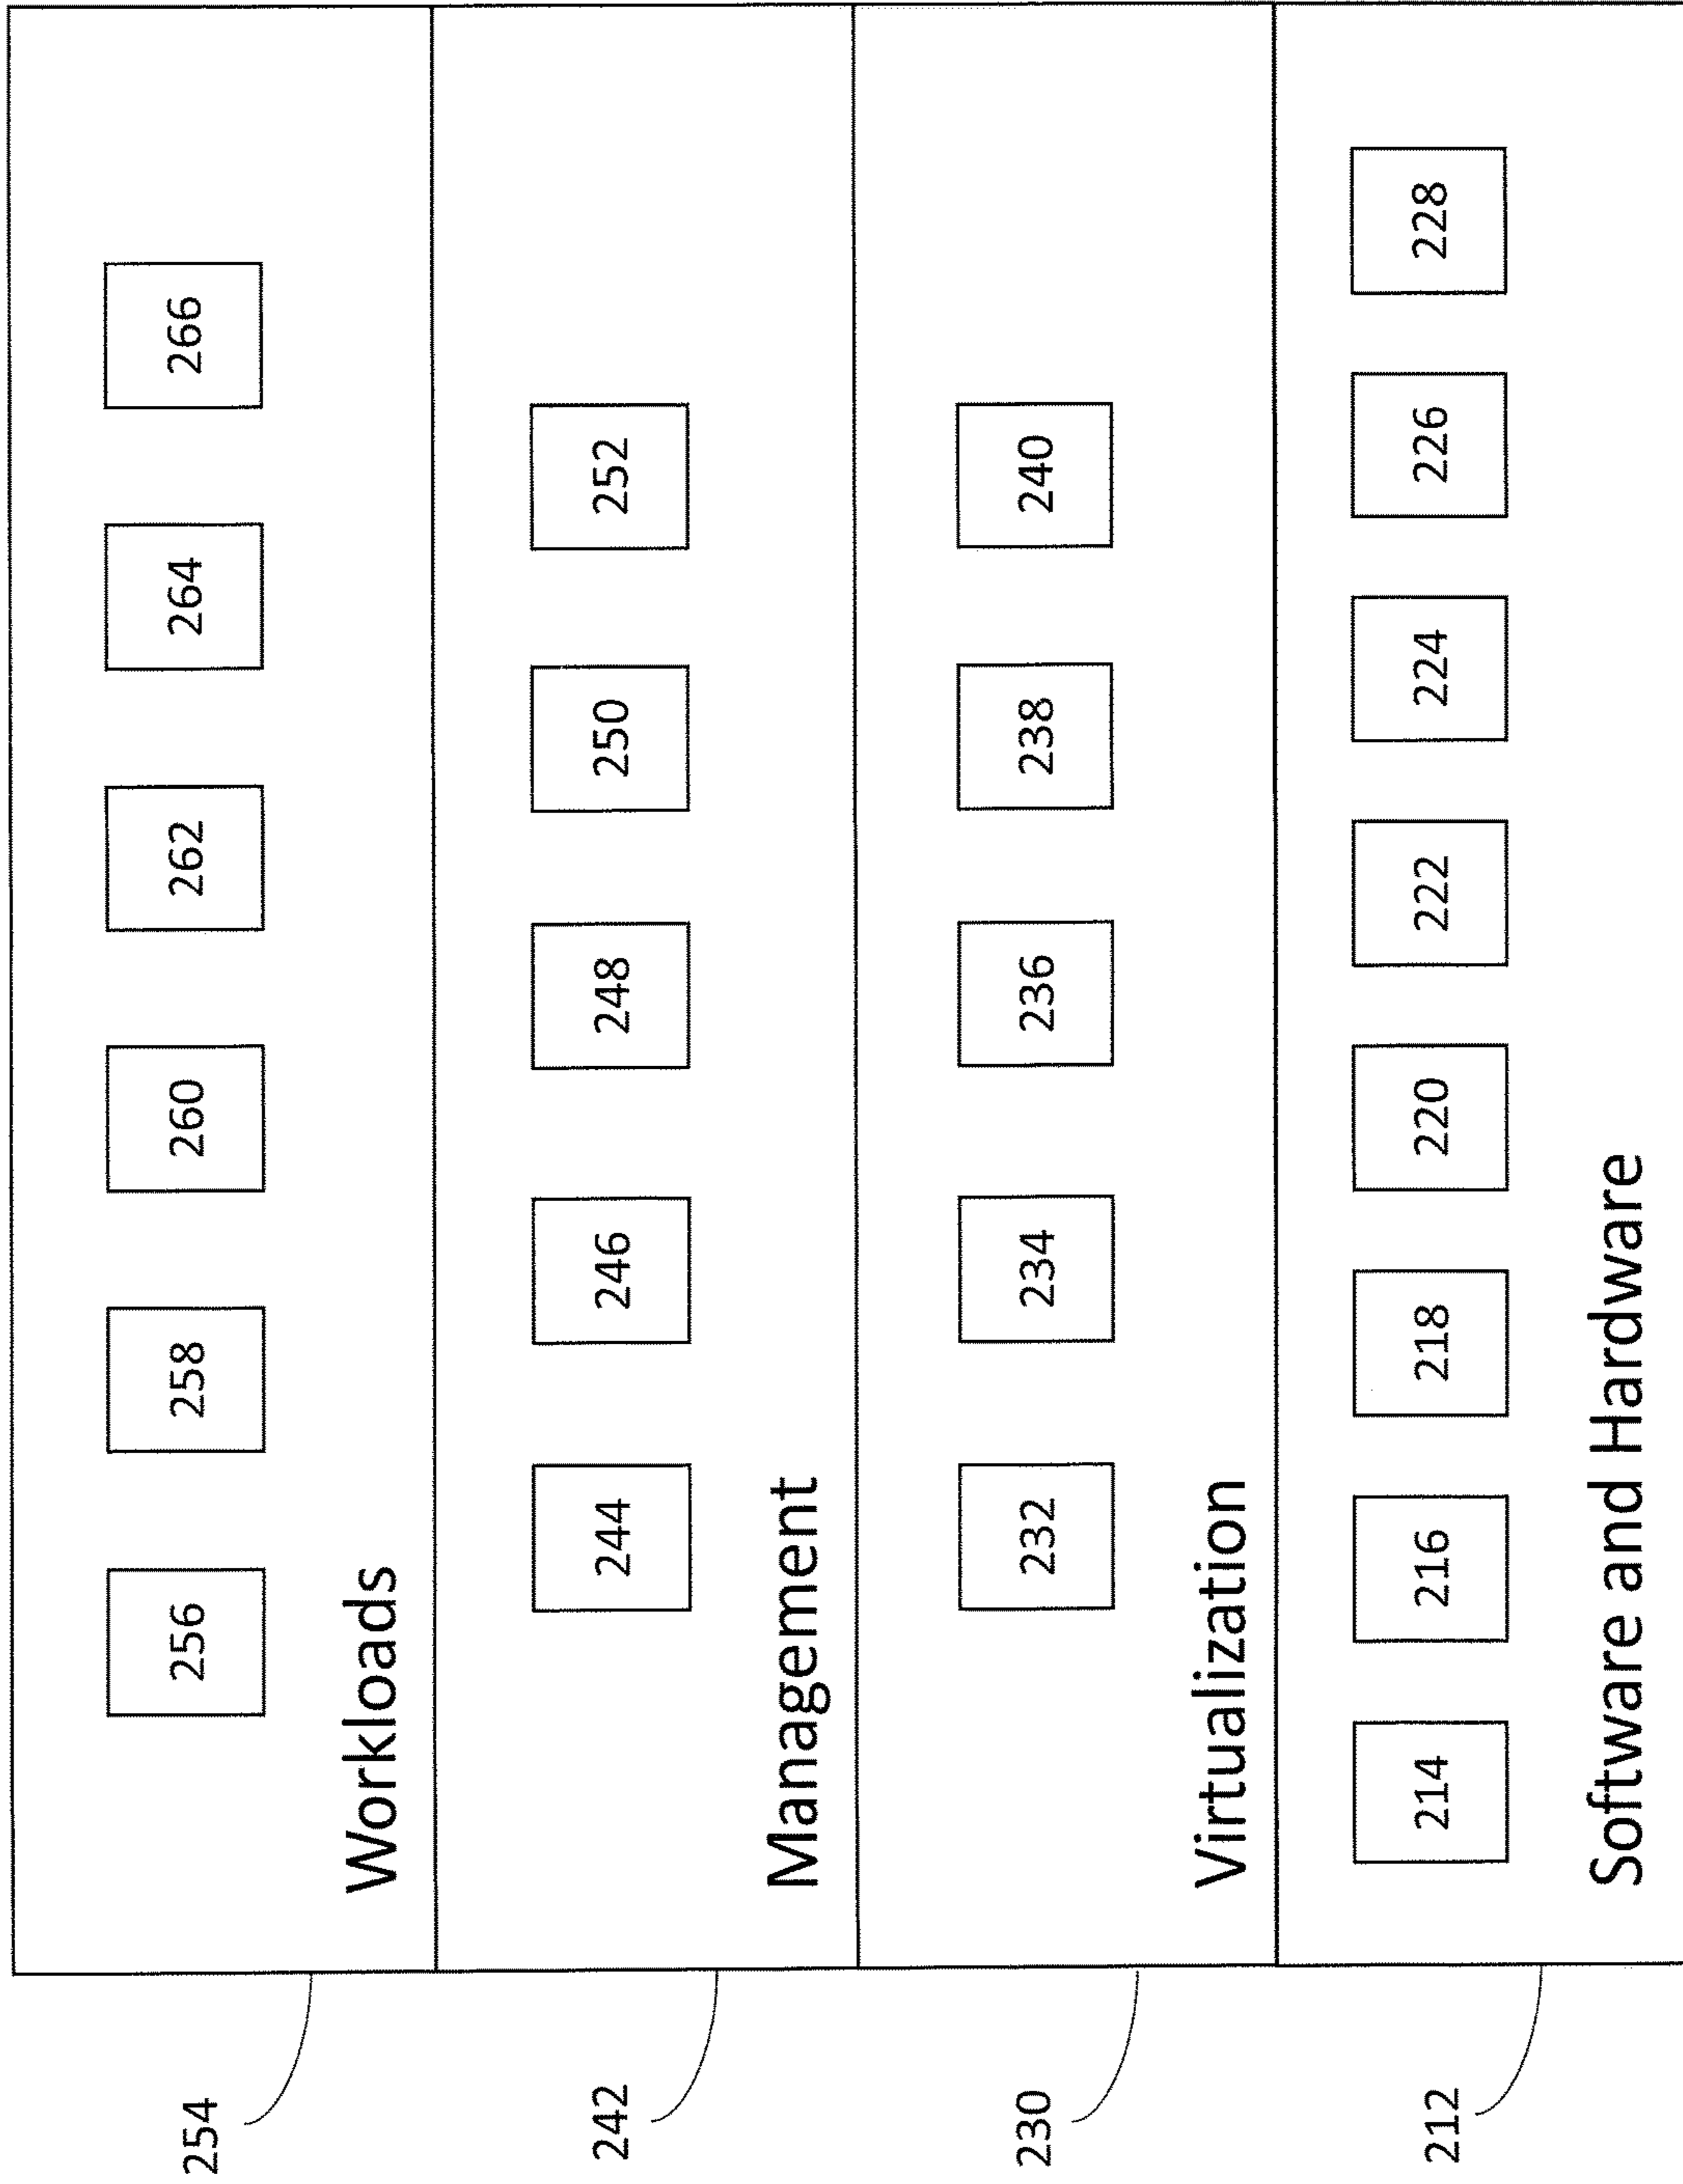 254
256 258 260 262 264 266
Workloads
242
244 246 248 250 252
Management
230
232 234 236 238 240
Virtualization
212
214 216 218 220 222 224 226 228
Software and Hardware